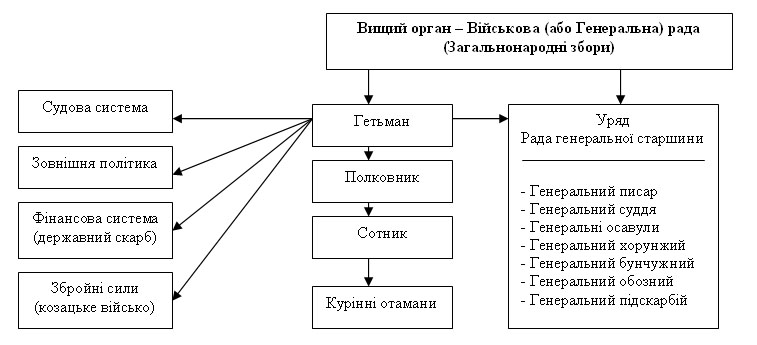 Вищий орган – Військова (або Генеральна) рада
(Загальнонародні збори)
Судова система
Зовнішня політика
Фінансова система
(державний скарб)
Збройні сили
(козацьке військо)
Гетьман
Полковник
Сотник
Курінні отамани
Уряд
Рада генеральної старшини
- Генеральний писар
- Генеральний суддя
- Генеральні осавули
- Генеральний хорунжий
- Генеральний бунчужний
- Генеральний обозний
- Генеральний підскарбій